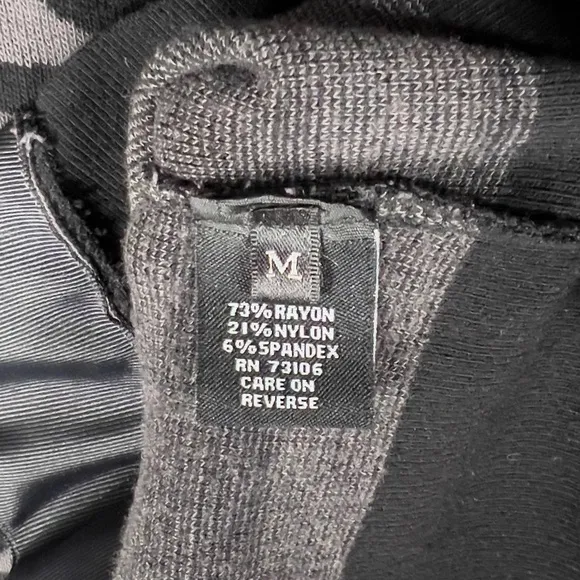 M
73% RAYON
21% NYLON
6% SPANDEX
RN 73106
CARE ON
REVERSE